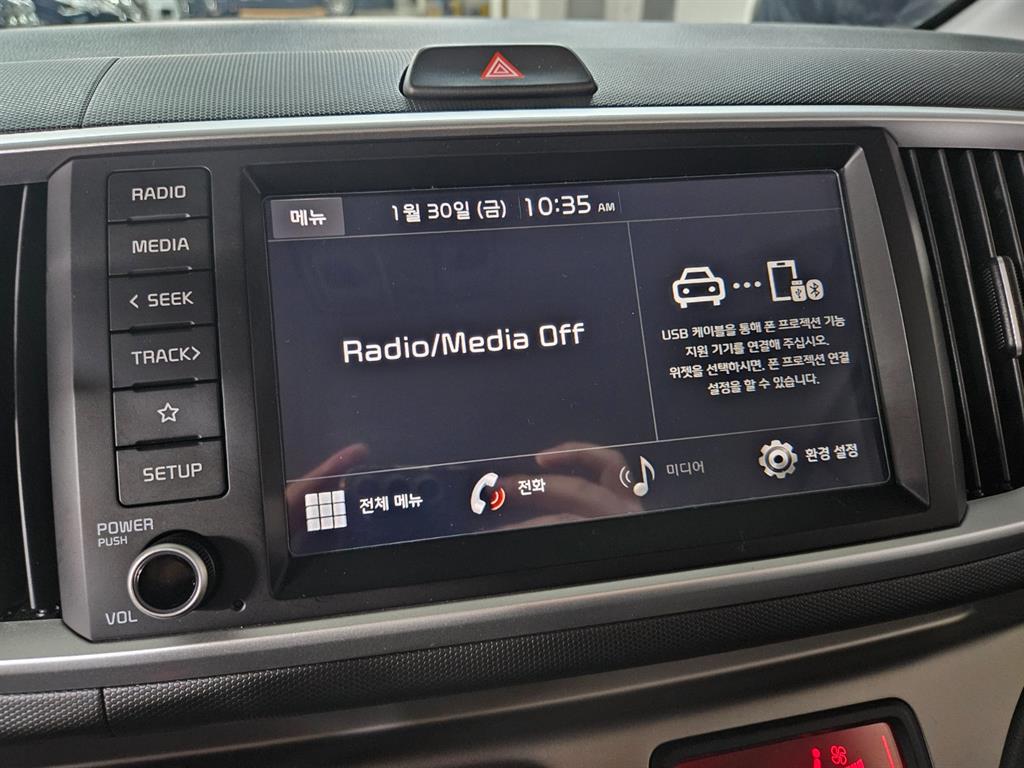 RADIO
MEDIA
< SEEK
TRACK>
SETUP
POWER
PUSH
VOL
메뉴
1월 30일 (금) 10:35 AM
Radio/Media Off
USB 케이블을 통해 폰 프로젝션 기능
지원 기기를 연결해 주십시오.
위젯을 선택하시면, 폰 프로젝션 연결
설정을 할 수 있습니다.
전체 메뉴
전화
미디어
환경 설정